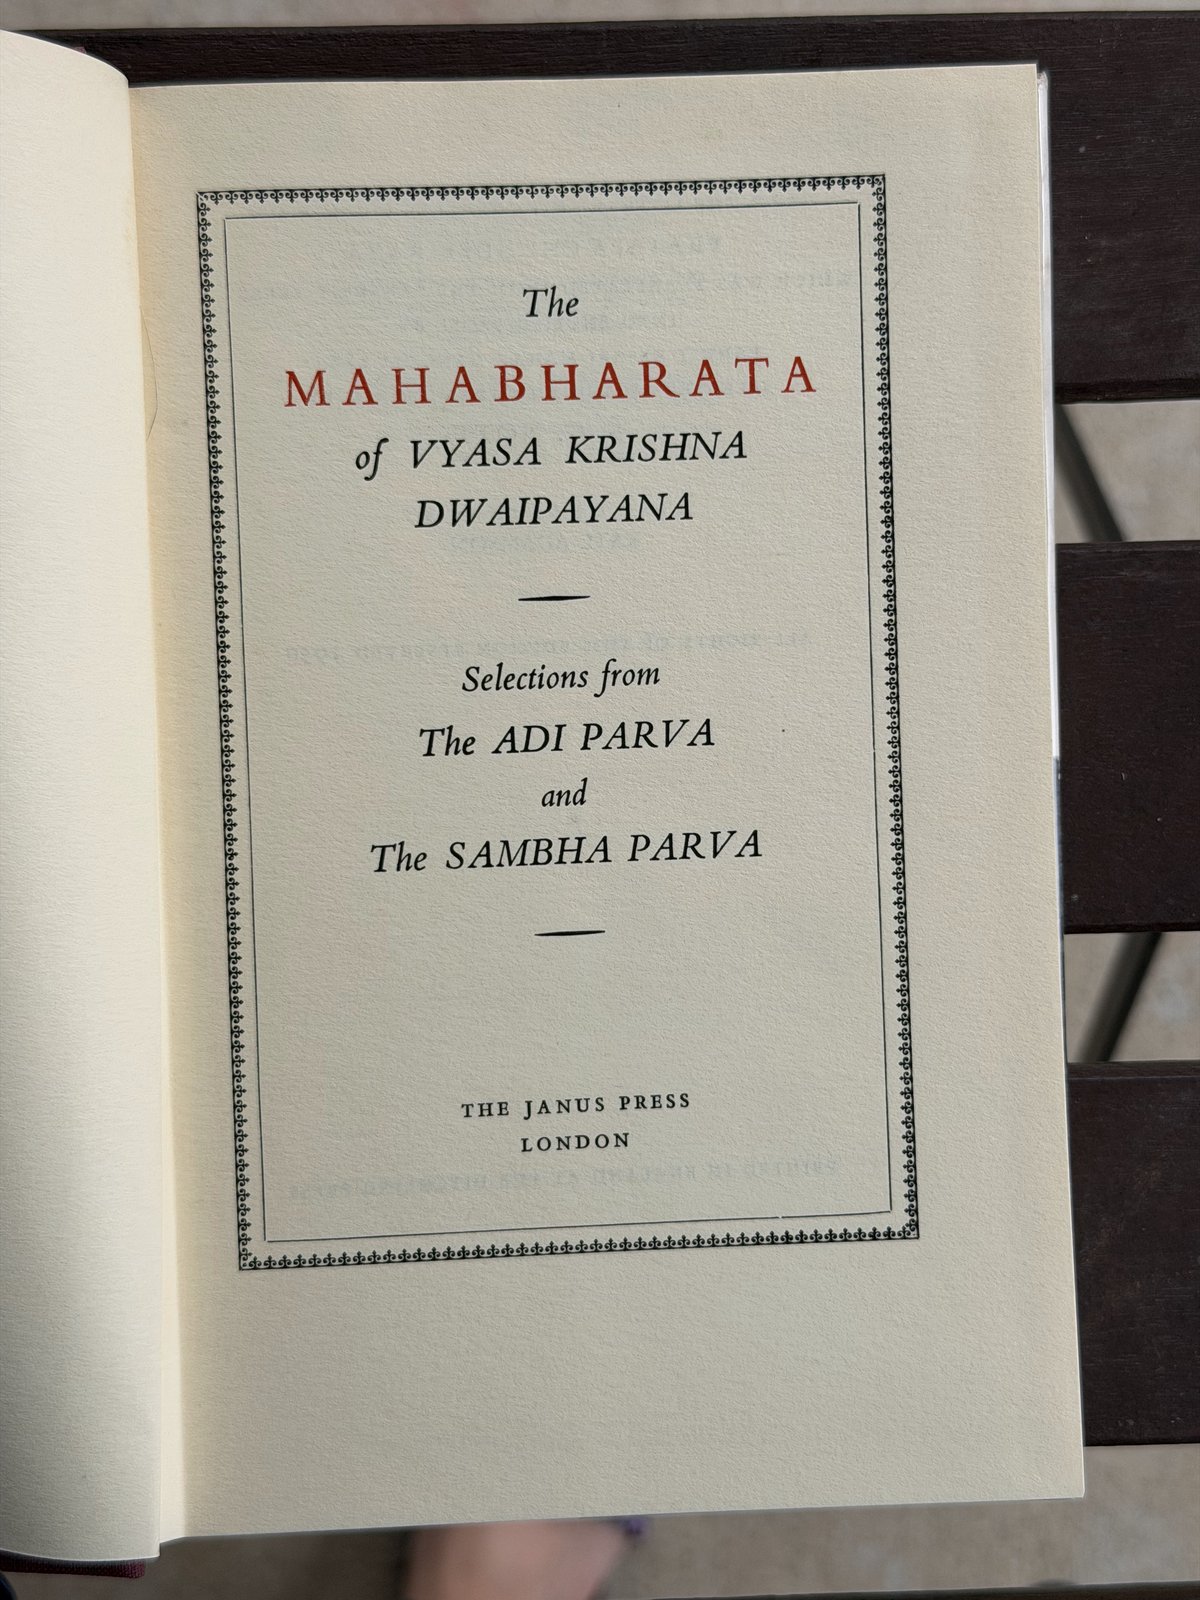 The
MAHABHARATA
of VYASA KRISHNA
DWAIPAYANA
Selections from
The ADI PARVA
and
The SAMBHA PARVA
THE JANUS PRESS
LONDON